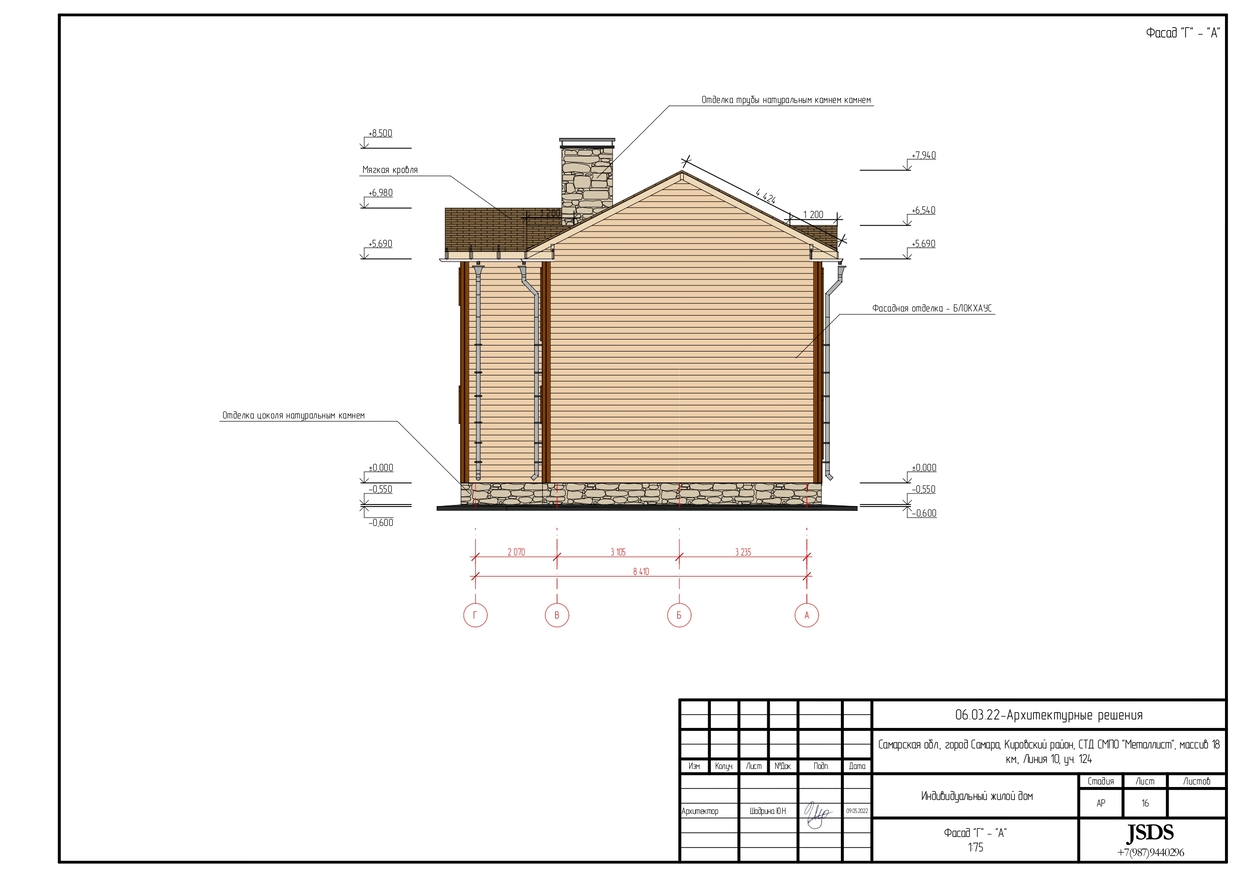 Фасад "Г" - "А"
Отделка трубы натуральным камнем камнем
+8.500
+7.940
Мягкая кровля
+6.980
4 424
1 200
1 200
+6.540
+5.690
+5.690
Фасадная отделка - БЛОКХАУС
Отделка цоколя натуральным камнем
+0.000
+0.000
-0.550
-0.550
-0.600
-0.600
2 070
3 105
3 235
8 410
Г
В
Б
А
06.03.22-Архитектурные решения
Самарская обл., город Самара, Кировский район, СТД СМПО "Металлист", массив 18
км., Линия 10, уч. 124
Изм.
Колуч.
Лист
№Док.
Подп.
Дата
Индивидуальный жилой дом
Стадия
Лист
Листов
АР
16
Архитектор
Шадрина Ю.Н.
09.05.2022
Фасад "Г" - "А"
1:75
JSDS
+7(987)9440296